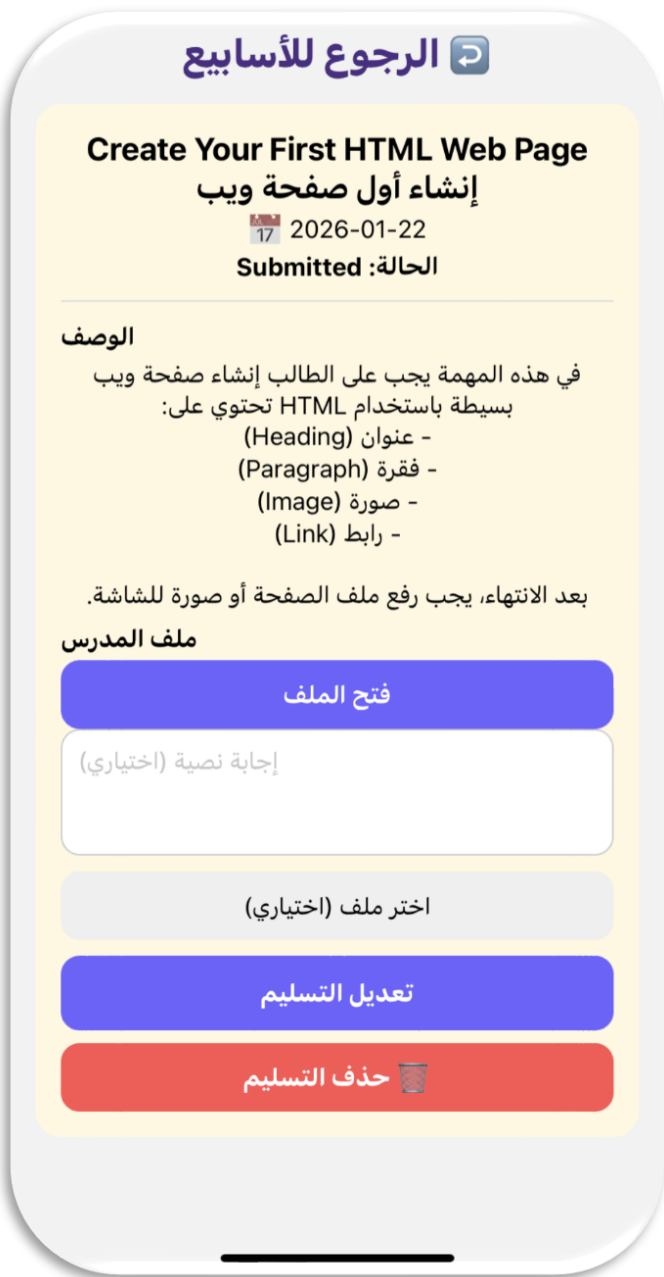 الرجوع للأسابيع
Create Your First HTML Web Page
إنشاء أول صفحة ويب
17 2026-01-22
الحالة: Submitted
الوصف
في هذه المهمة يجب على الطالب إنشاء صفحة ويب
بسيطة باستخدام HTML تحتوي على:
- عنوان (Heading)
- فقرة (Paragraph)
- صورة (Image)
- رابط (Link)
بعد الانتهاء، يجب رفع ملف الصفحة أو صورة للشاشة.
ملف المدرس
فتح الملف
إجابة نصية (اختياري)
اختر ملف (اختياري)
تعديل التسليم
حذف التسليم